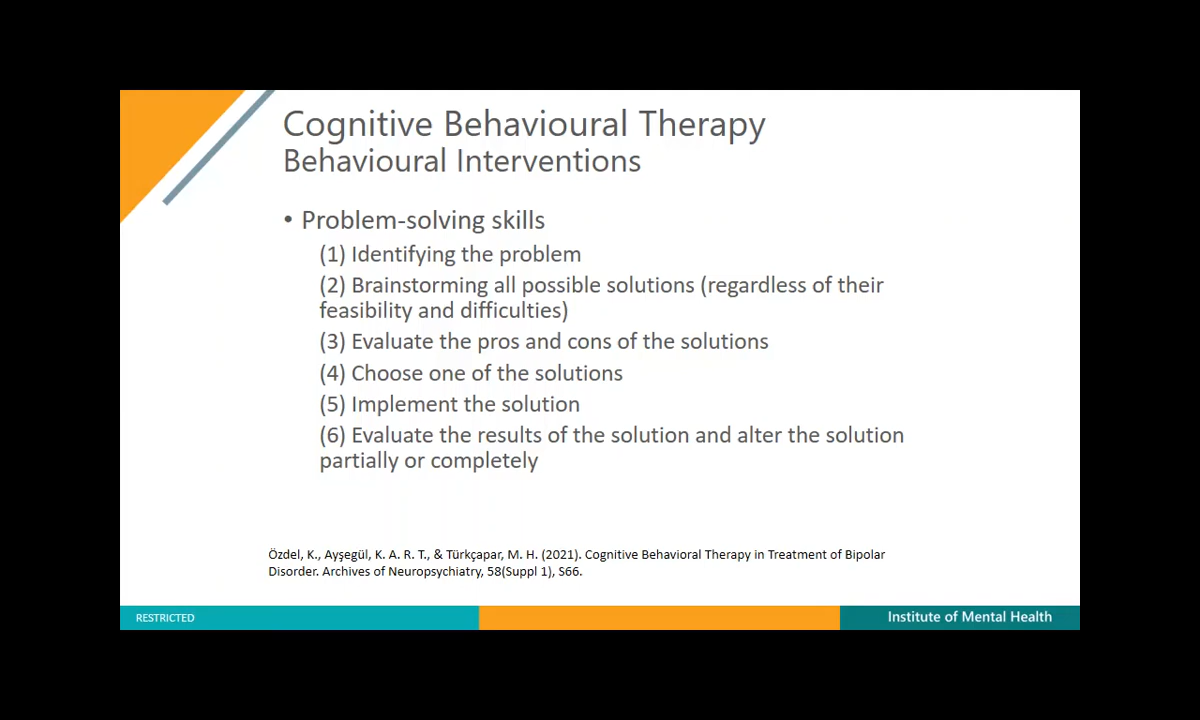 Cognitive Behavioural Therapy
Behavioural Interventions
• Problem-solving skills
(1) Identifying the problem
(2) Brainstorming all possible solutions (regardless of their
feasibility and difficulties)
(3) Evaluate the pros and cons of the solutions
(4) Choose one of the solutions
(5) Implement the solution
(6) Evaluate the results of the solution and alter the solution
partially or completely
Özdel, K., Ayşegül, K. A. R. T., & Türkçapar, M. H. (2021). Cognitive Behavioral Therapy in Treatment of Bipolar
Disorder. Archives of Neuropsychiatry, 58(Suppl 1), S66.
RESTRICTED
Institute of Mental Health